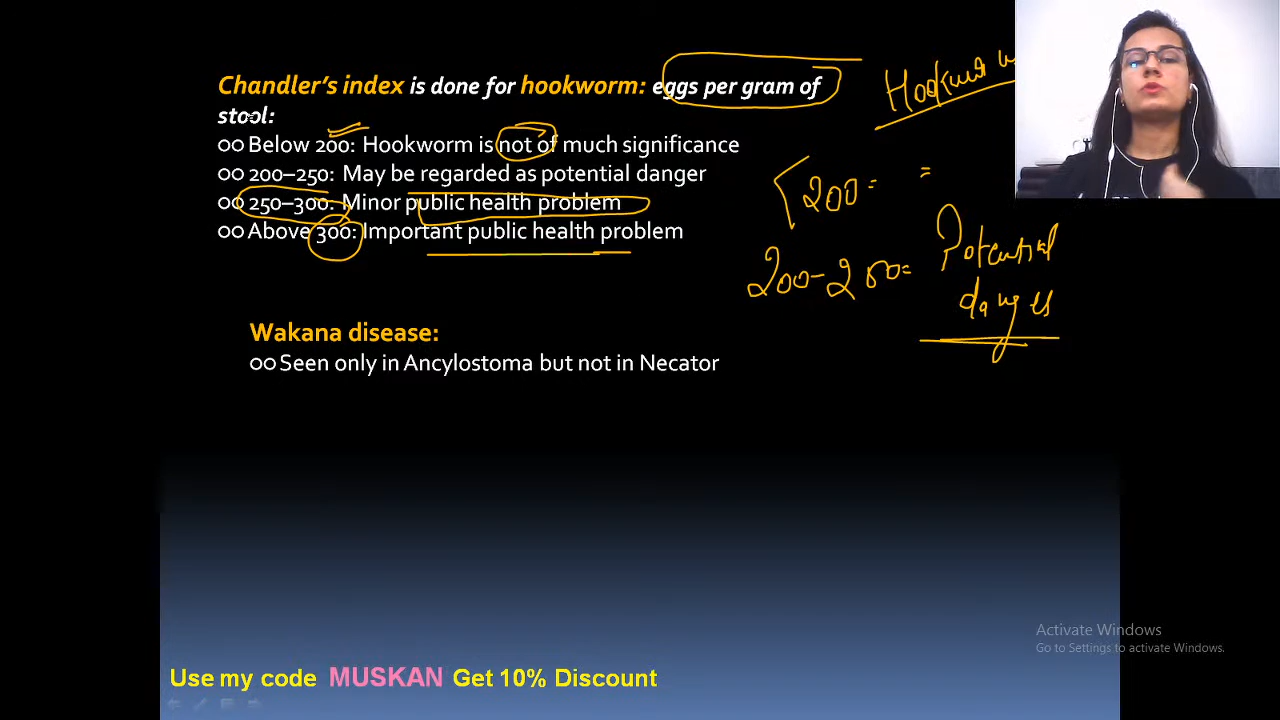 Chandler's index is done for hookworm: eggs per gram of
stool:
Below 200: Hookworm is not of much significance
200–250: May be regarded as potential danger
250–300: Minor public health problem
Above 300: Important public health problem
200 = =
200-250= Potential
danger
Wakana disease:
Seen only in Ancylostoma but not in Necator
Activate Windows
Go to Settings to activate Windows.
Use my code MUSKAN Get 10% Discount